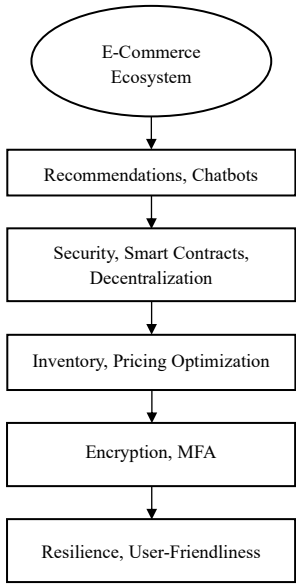 E-Commerce
Ecosystem
Recommendations, Chatbots
Security, Smart Contracts,
Decentralization
Inventory, Pricing Optimization
Encryption, MFA
Resilience, User-Friendliness